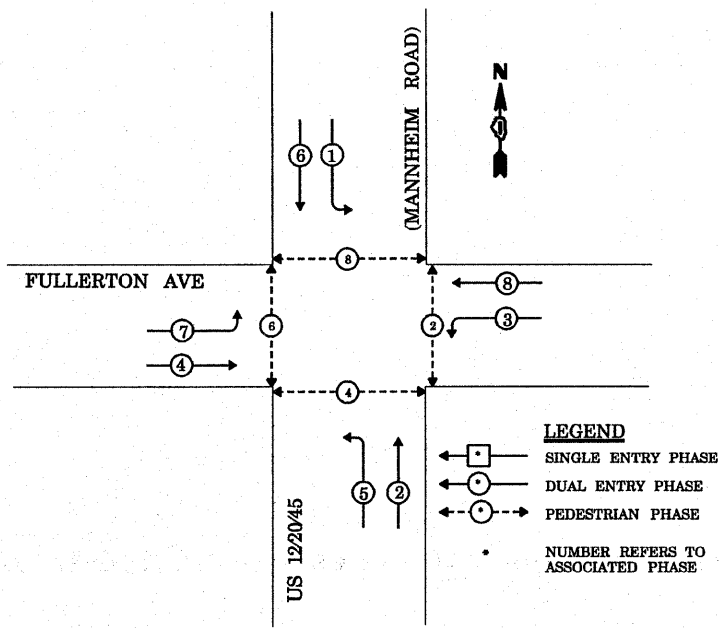 (MANNHEIM ROAD)
N
6
1
8
FULLERTON AVE
8
7
6
2
3
4
4
5
2
US 12/20/45
LEGEND
SINGLE ENTRY PHASE
DUAL ENTRY PHASE
PEDESTRIAN PHASE
* NUMBER REFERS TO
ASSOCIATED PHASE